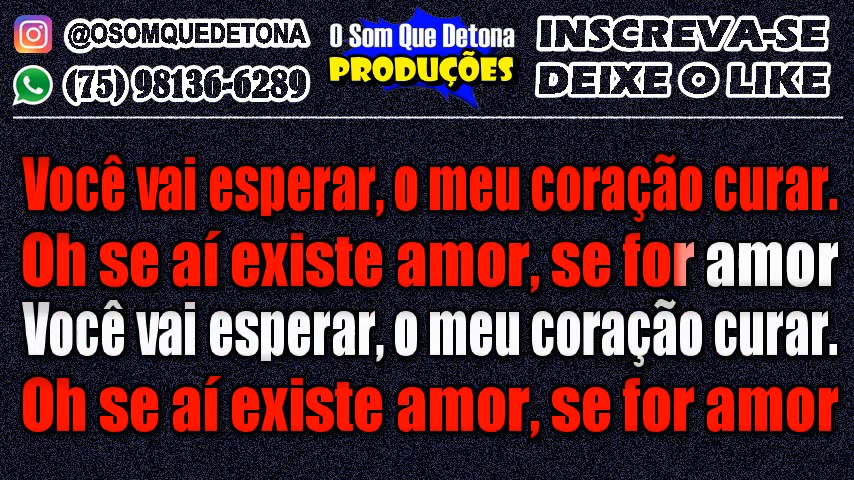 @OSOMQUEDETONA
(75) 98136-6289
O Som Que Detona
PRODUÇÕES
INSCREVA-SE
DEIXE O LIKE
Você vai esperar, o meu coração curar.
Oh se aí existe amor, se for amor
Você vai esperar, o meu coração curar.
Oh se aí existe amor, se for amor